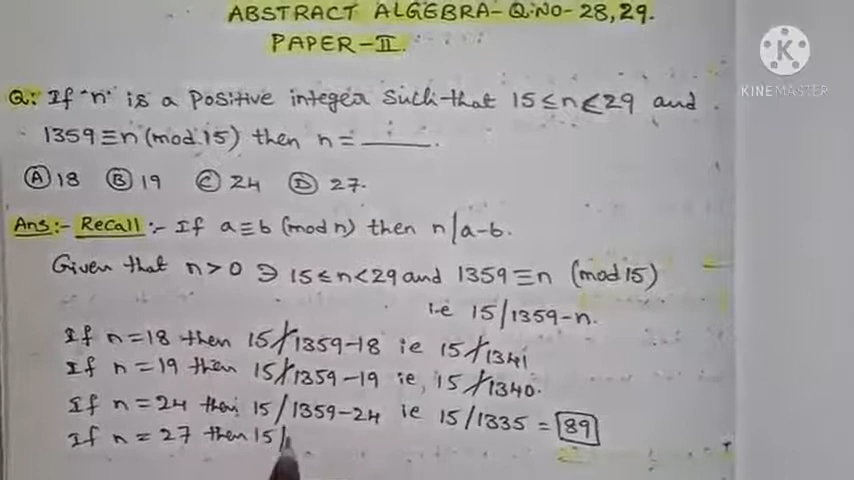 ABSTRACT ALGEBRA-Q.NO-28,29.
PAPER-II.
K
KINEMASTER
Q: If 'n' is a positive integer such that 15 ≤ n < 29 and
1359 ≡ n (mod 15) then n = ______.
Ⓐ 18 Ⓑ 19 Ⓒ 24 Ⓓ 27.
Ans:- Recall:- If a ≡ b (mod n) then n/a-b.
Given that n > 0 ∋ 15 ≤ n < 29 and 1359 ≡ n (mod 15)
i.e 15/1359-n.
If n = 18 then 15∤1359-18 ie 15∤1341
If n = 19 then 15∤1359-19 ie, 15∤1340.
If n = 24 then 15/1359-24 ie 15/1335 = 89
If n = 27 then 15/